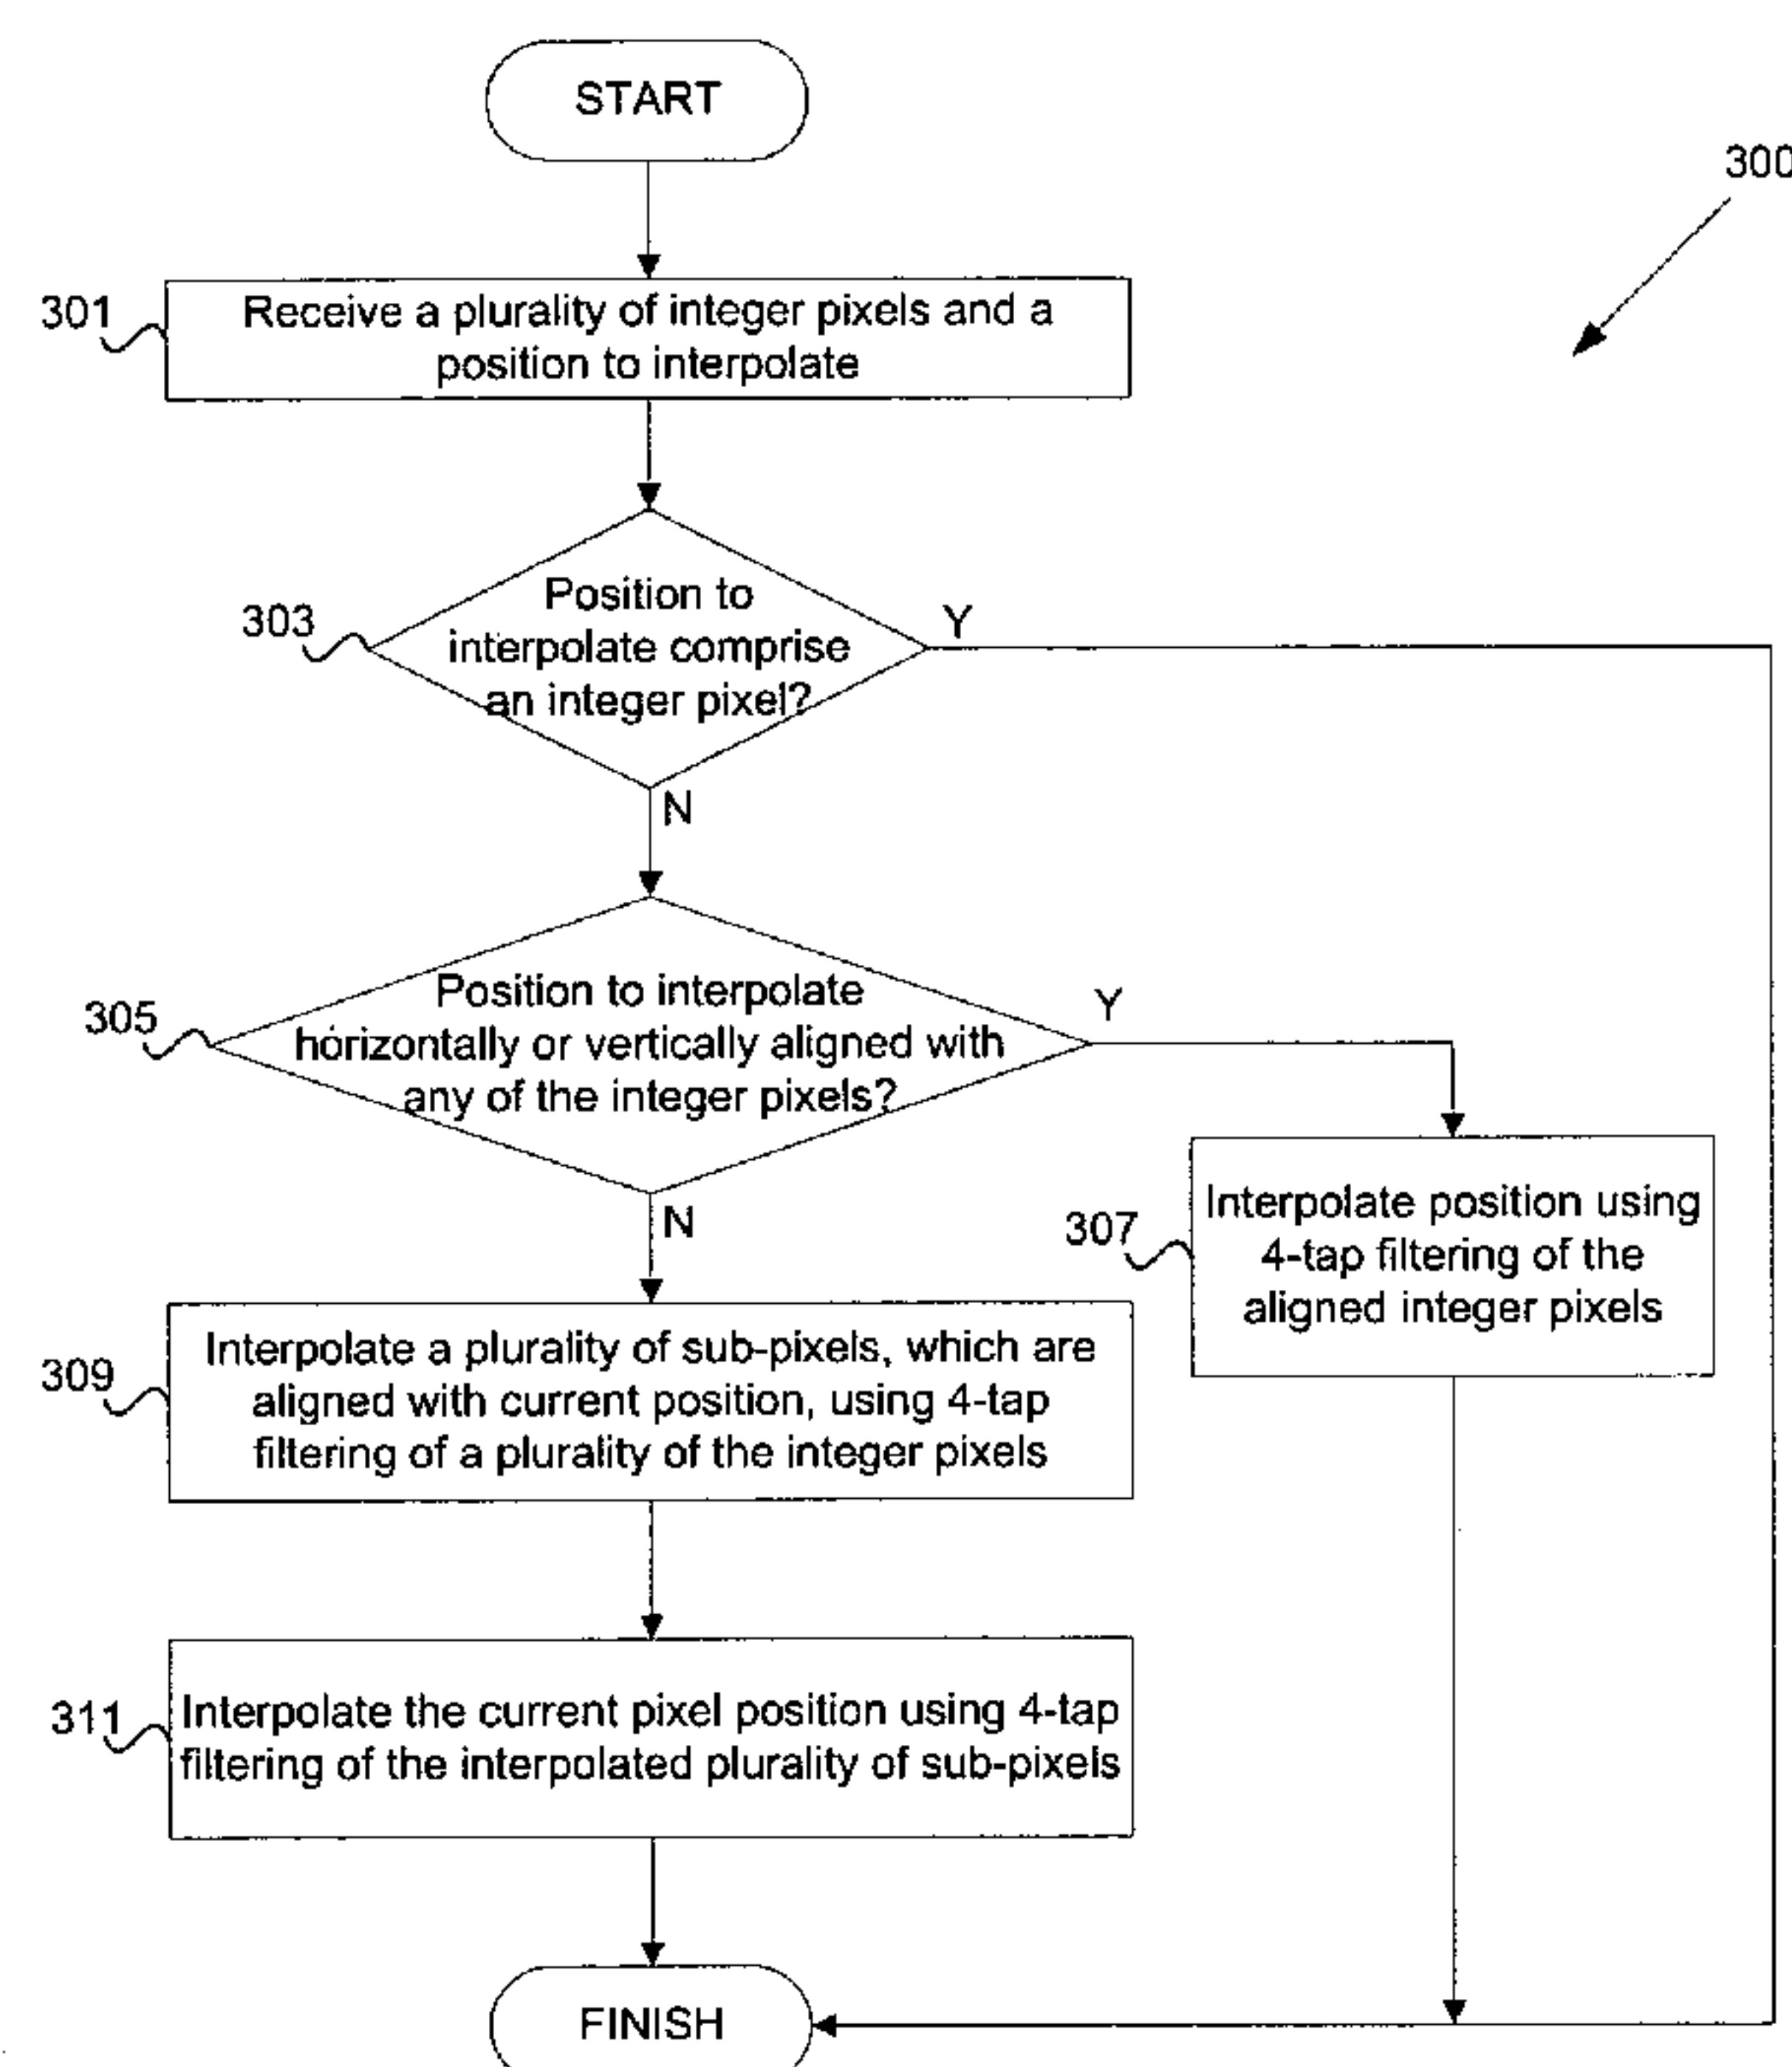 START
300
301
Receive a plurality of integer pixels and a
position to interpolate
303
Position to
interpolate comprise
an integer pixel?
Y
N
305
Position to interpolate
horizontally or vertically aligned with
any of the integer pixels?
Y
N
307
Interpolate position using
4-tap filtering of the
aligned integer pixels
309
Interpolate a plurality of sub-pixels, which are
aligned with current position, using 4-tap
filtering of a plurality of the integer pixels
311
Interpolate the current pixel position using 4-tap
filtering of the interpolated plurality of sub-pixels
FINISH